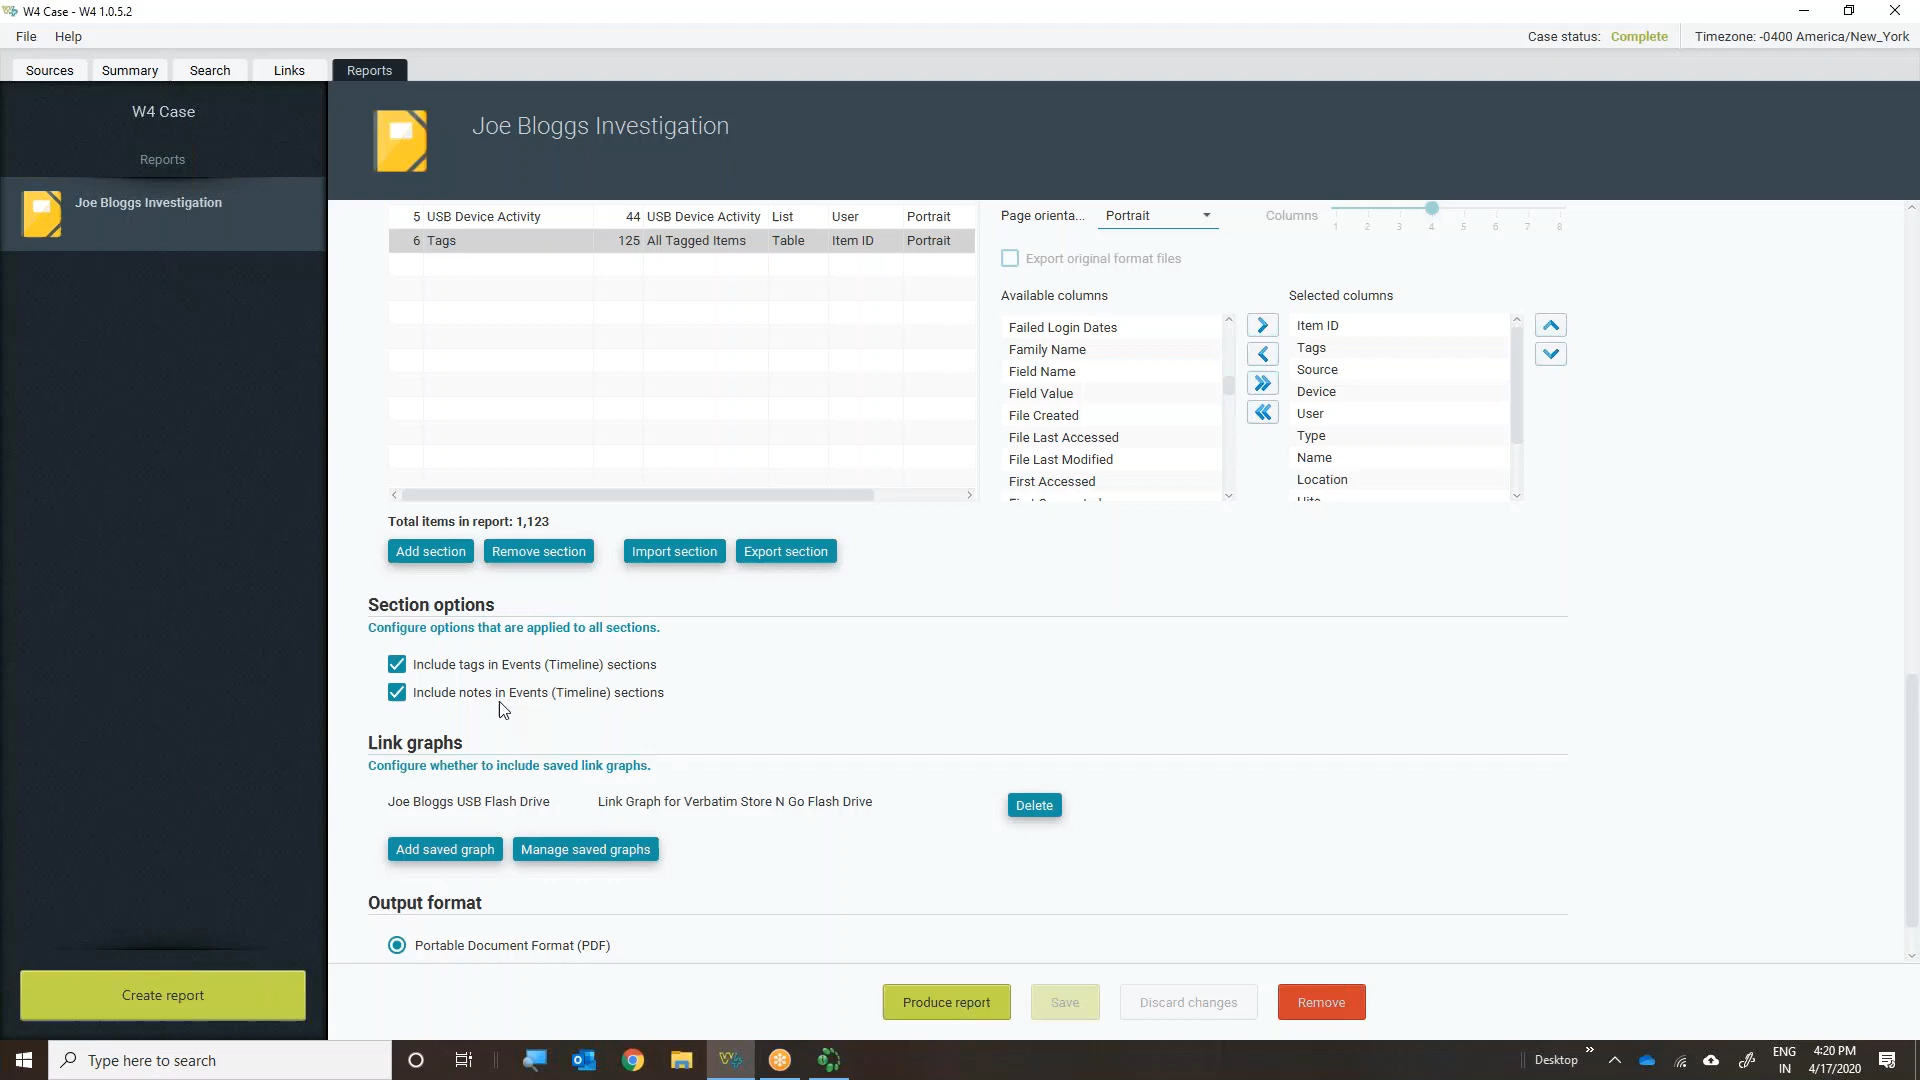 W4 Case - W4 1.0.5.2
File Help
Case status: Complete Timezone: -0400 America/New_York
Sources Summary Search Links Reports
W4 Case
Reports
Joe Bloggs Investigation
Joe Bloggs Investigation
5 USB Device Activity 44 USB Device Activity List User Portrait
6 Tags 125 All Tagged Items Table Item ID Portrait
Page orienta... Portrait Columns
1 2 3 4 5 6 7 8
Export original format files
Available columns Selected columns
Failed Login Dates
Family Name
Field Name
Field Value
File Created
File Last Accessed
File Last Modified
First Accessed
Item ID
Tags
Source
Device
User
Type
Name
Location
Total items in report: 1,123
Add section Remove section Import section Export section
Section options
Configure options that are applied to all sections.
Include tags in Events (Timeline) sections
Include notes in Events (Timeline) sections
Link graphs
Configure whether to include saved link graphs.
Joe Bloggs USB Flash Drive Link Graph for Verbatim Store N Go Flash Drive Delete
Add saved graph Manage saved graphs
Output format
Portable Document Format (PDF)
Create report
Produce report Save Discard changes Remove
Type here to search
Desktop
ENG
IN
4:20 PM
4/17/2020